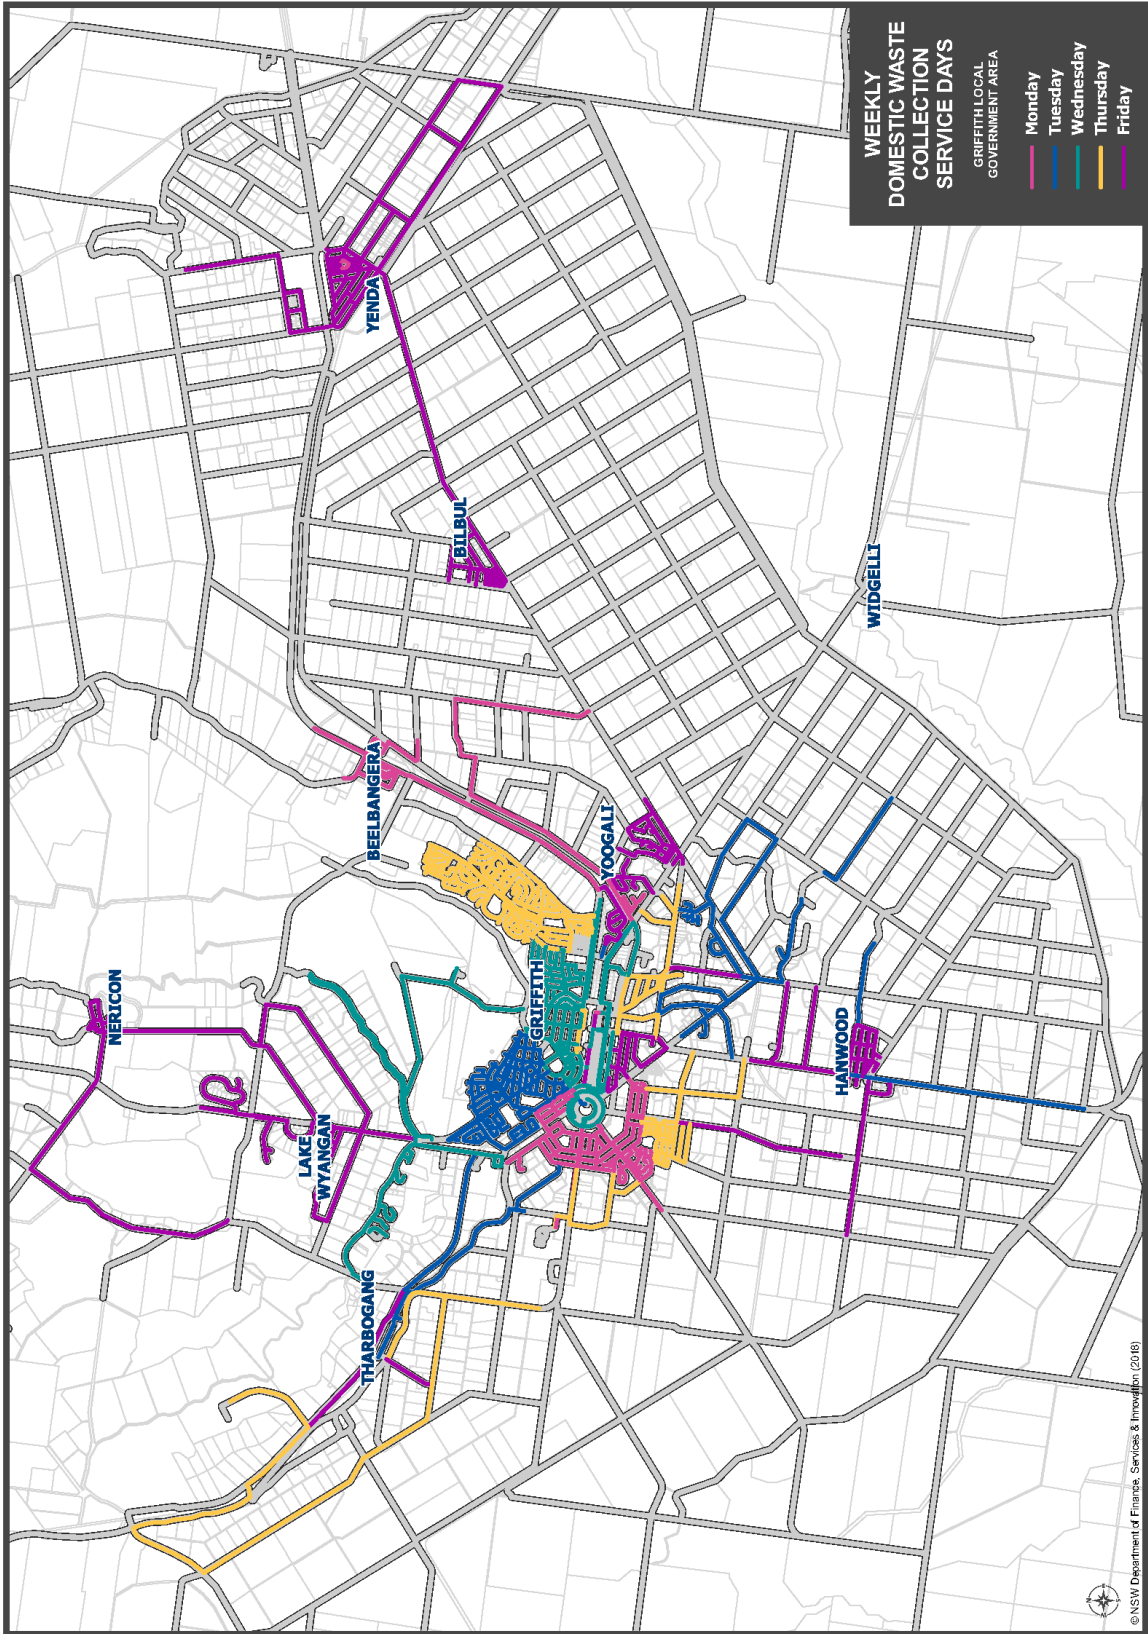 WEEKLY
DOMESTIC WASTE
COLLECTION
SERVICE DAYS
GRIFFITH LOCAL
GOVERNMENT AREA
Monday
Tuesday
Wednesday
Thursday
Friday
YENDA
BILBUL
WIDGELLI
BEELBANGERA
YOOGALI
NERICON
GRIFFITH
HANWOOD
LAKE
WYANGAN
THARBOGANG
© NSW Department of Finance, Services & Innovation (2018)